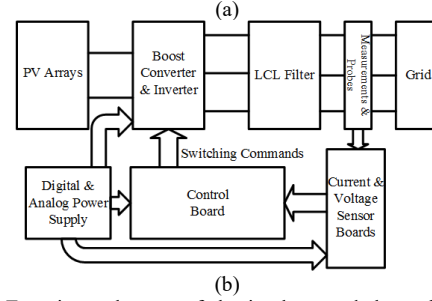 (a)
PV Arrays
Boost
Converter
& Inverter
LCL Filter
Measurements &
Probes
Grid
Switching Commands
Digital &
Analog Power
Supply
Control
Board
Current &
Voltage
Sensor
Boards
(b)